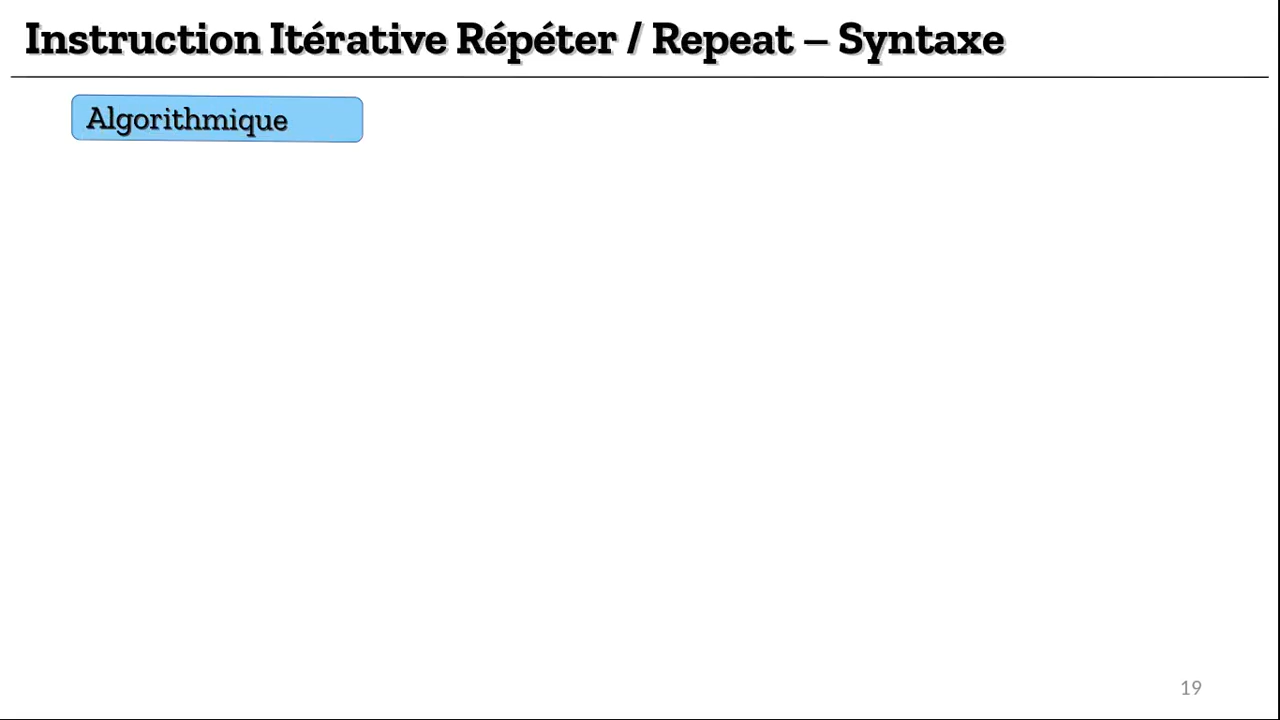 Instruction Itérative Répéter / Repeat – Syntaxe
Algorithmique
19